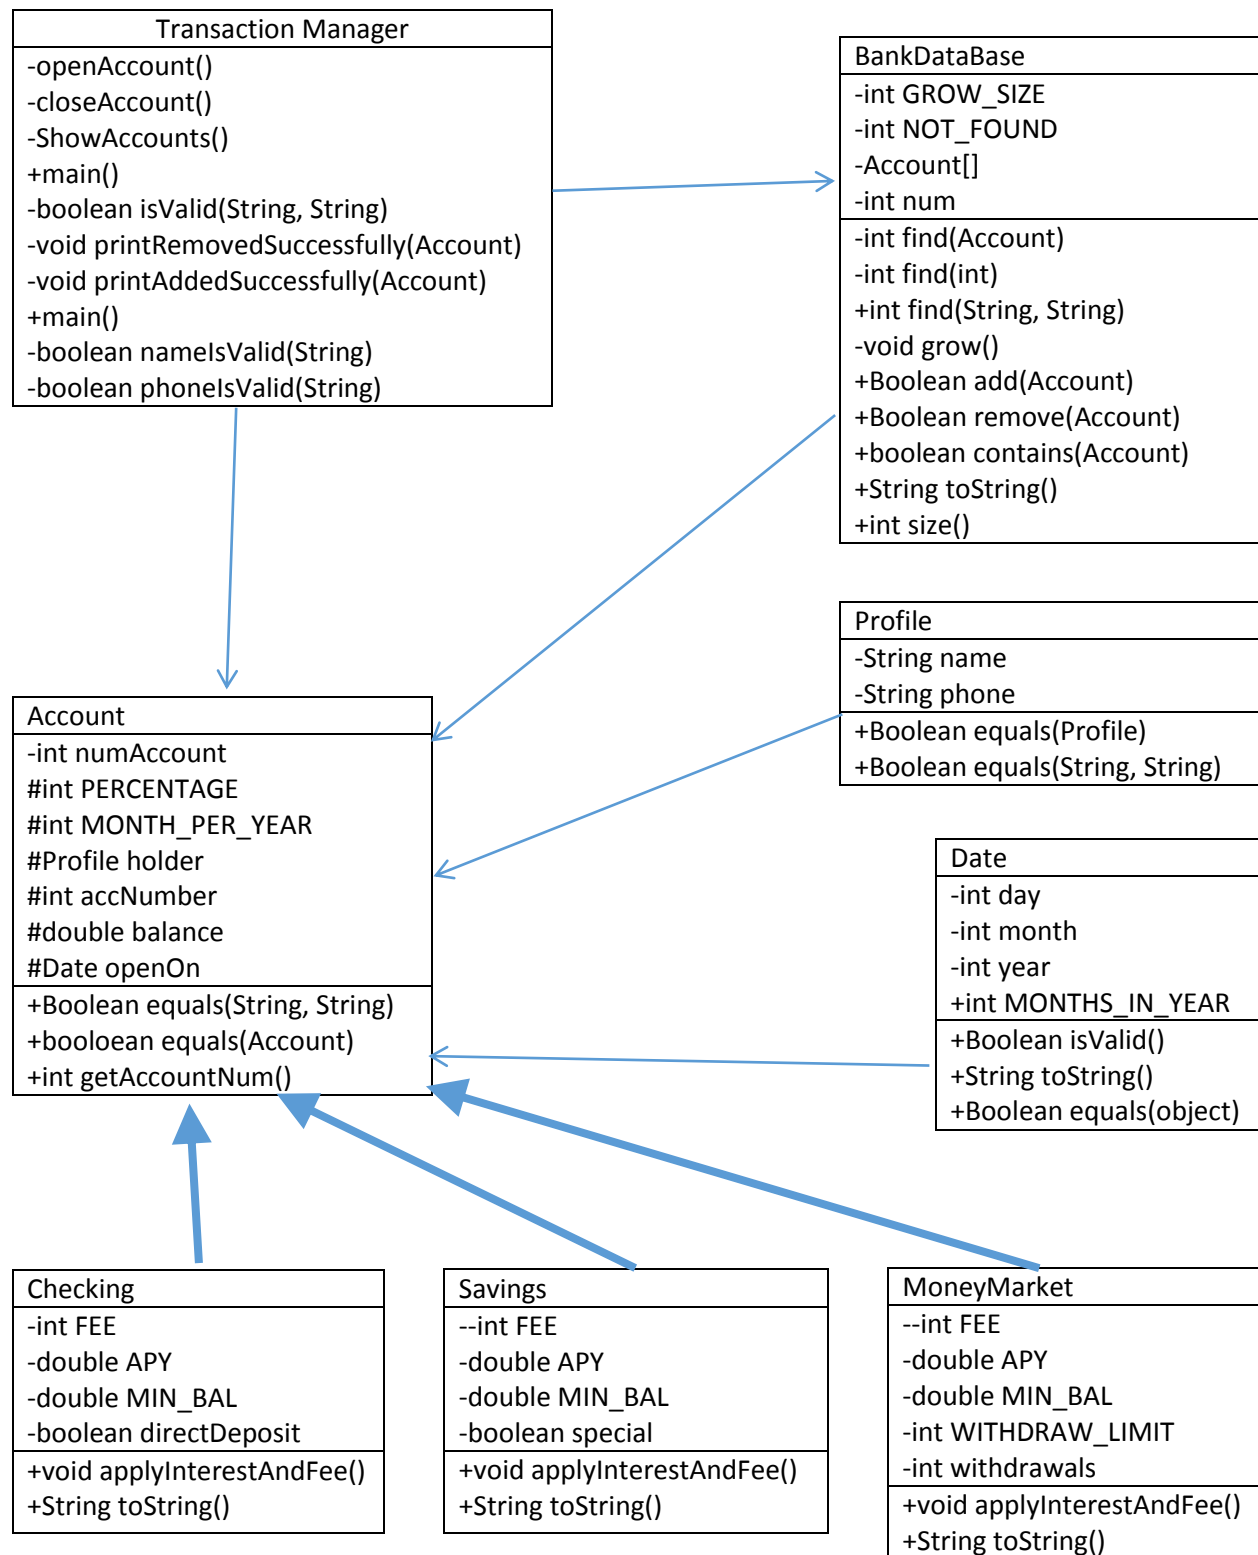 Transaction Manager
-openAccount()
-closeAccount()
-ShowAccounts()
+main()
-boolean isValid(String, String)
-void printRemovedSuccessfully(Account)
-void printAddedSuccessfully(Account)
+main()
-boolean nameIsValid(String)
-boolean phoneIsValid(String)
BankDataBase
-int GROW_SIZE
-int NOT_FOUND
-Account[]
-int num
-int find(Account)
-int find(int)
+int find(String, String)
-void grow()
+Boolean add(Account)
+Boolean remove(Account)
+boolean contains(Account)
+String toString()
+int size()
Profile
-String name
-String phone
+Boolean equals(Profile)
+Boolean equals(String, String)
Account
-int numAccount
#int PERCENTAGE
#int MONTH_PER_YEAR
#Profile holder
#int accNumber
#double balance
#Date openOn
+Boolean equals(String, String)
+booloean equals(Account)
+int getAccountNum()
Date
-int day
-int month
-int year
+int MONTHS_IN_YEAR
+Boolean isValid()
+String toString()
+Boolean equals(object)
Checking
-int FEE
-double APY
-double MIN_BAL
-boolean directDeposit
+void applyInterestAndFee()
+String toString()
Savings
--int FEE
-double APY
-double MIN_BAL
-boolean special
+void applyInterestAndFee()
+String toString()
MoneyMarket
--int FEE
-double APY
-double MIN_BAL
-int WITHDRAW_LIMIT
-int withdrawals
+void applyInterestAndFee()
+String toString()